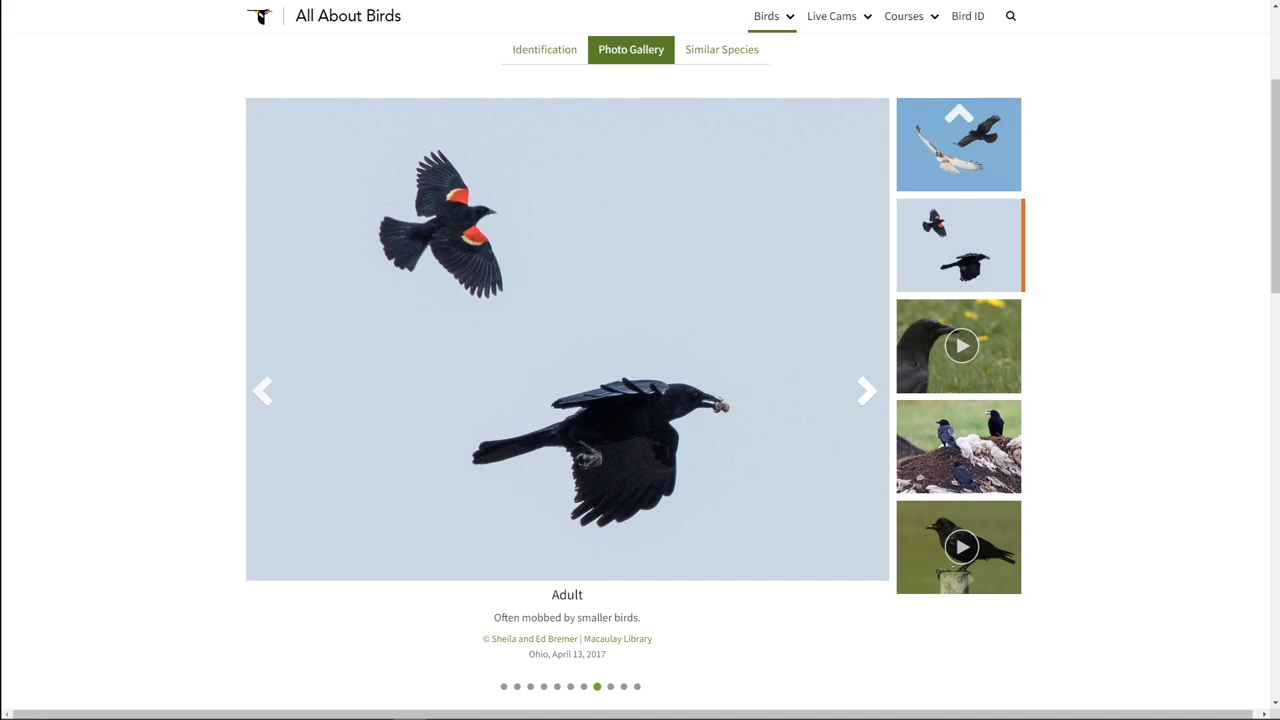 All About Birds
Birds
Live Cams
Courses
Bird ID
Identification
Photo Gallery
Similar Species
Adult
Often mobbed by smaller birds.
© Sheila and Ed Bremer | Macaulay Library
Ohio, April 13, 2017